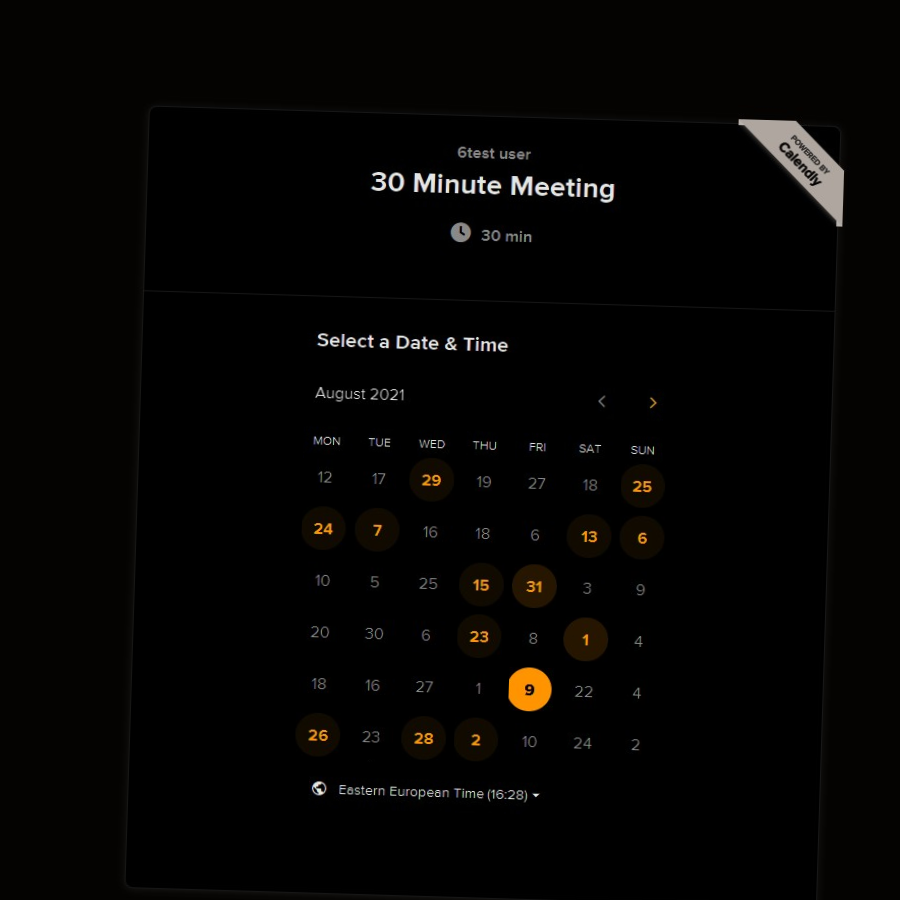 POWERED BY
Calendly
6test user
30 Minute Meeting
30 min
Select a Date & Time
August 2021
MON TUE WED THU FRI SAT SUN
12 17 29 19 27 18 25
24 7 16 18 6 13 6
10 5 25 15 31 3 9
20 30 6 23 8 1 4
18 16 27 1 9 22 4
26 23 28 2 10 24 2
Eastern European Time (16:28)